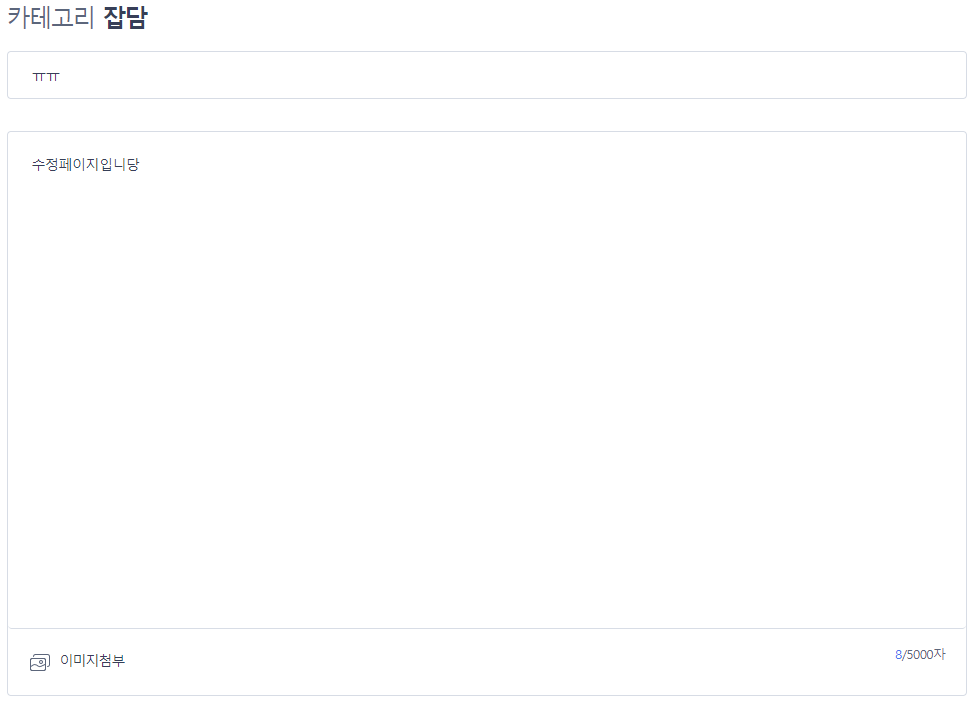 카테고리 잡담
ㅠㅠ
수정페이지입니당
이미지첨부
8/5000자